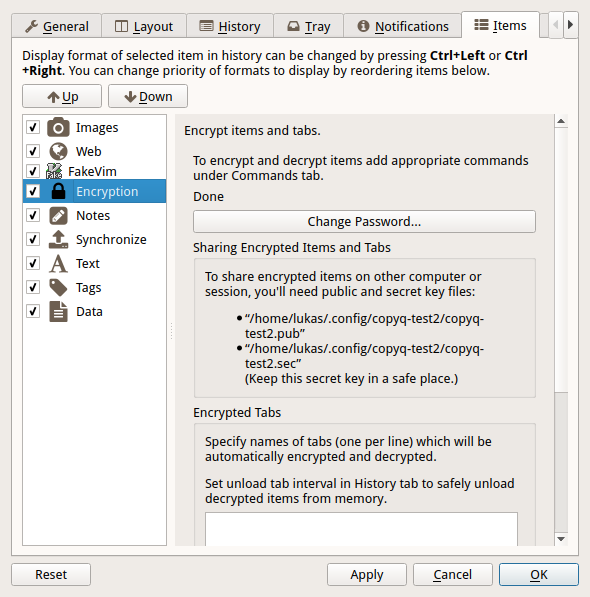 General
Layout
History
Tray
Notifications
Items
Display format of selected item in history can be changed by pressing Ctrl+Left or Ctrl
+Right. You can change priority of formats to display by reordering items below.
Up
Down
Images
Web
FakeVim
Encryption
Notes
Synchronize
Text
Tags
Data
Encrypt items and tabs.
To encrypt and decrypt items add appropriate commands
under Commands tab.
Done
Change Password...
Sharing Encrypted Items and Tabs
To share encrypted items on other computer or
session, you'll need public and secret key files:
• “/home/lukas/.config/copyq-test2/copyq-
test2.pub”
• “/home/lukas/.config/copyq-test2/copyq-
test2.sec”
(Keep this secret key in a safe place.)
Encrypted Tabs
Specify names of tabs (one per line) which will be
automatically encrypted and decrypted.
Set unload tab interval in History tab to safely unload
decrypted items from memory.
Reset
Apply
Cancel
OK